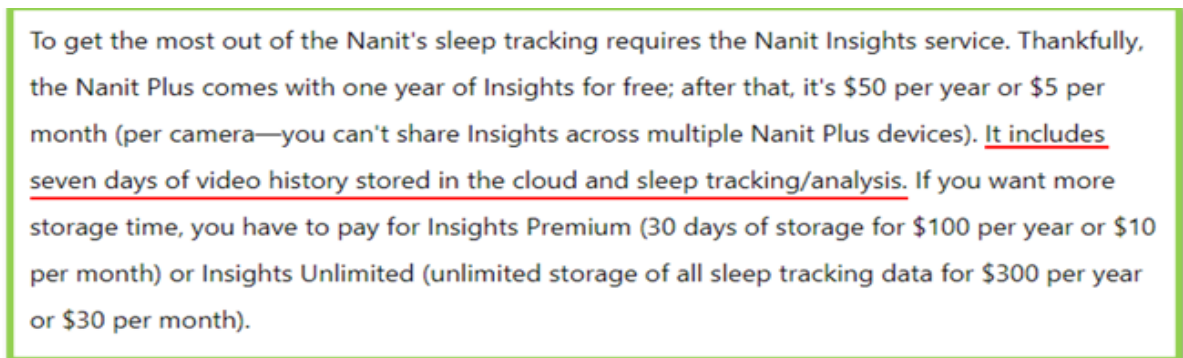 To get the most out of the Nanit's sleep tracking requires the Nanit Insights service. Thankfully,
the Nanit Plus comes with one year of Insights for free; after that, it's $50 per year or $5 per
month (per camera—you can't share Insights across multiple Nanit Plus devices). It includes
seven days of video history stored in the cloud and sleep tracking/analysis. If you want more
storage time, you have to pay for Insights Premium (30 days of storage for $100 per year or $10
per month) or Insights Unlimited (unlimited storage of all sleep tracking data for $300 per year
or $30 per month).